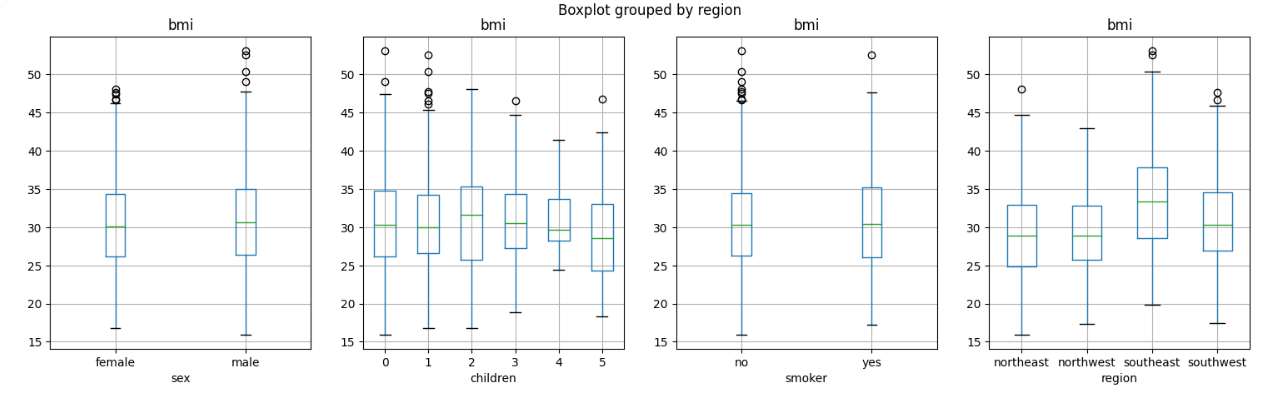 Boxplot grouped by region
bmi
50
45
40
35
30
25
20
15
female male
sex
bmi
50
45
40
35
30
25
20
15
0 1 2 3 4 5
children
bmi
50
45
40
35
30
25
20
15
no yes
smoker
bmi
50
45
40
35
30
25
20
15
northeast northwest southeast southwest
region